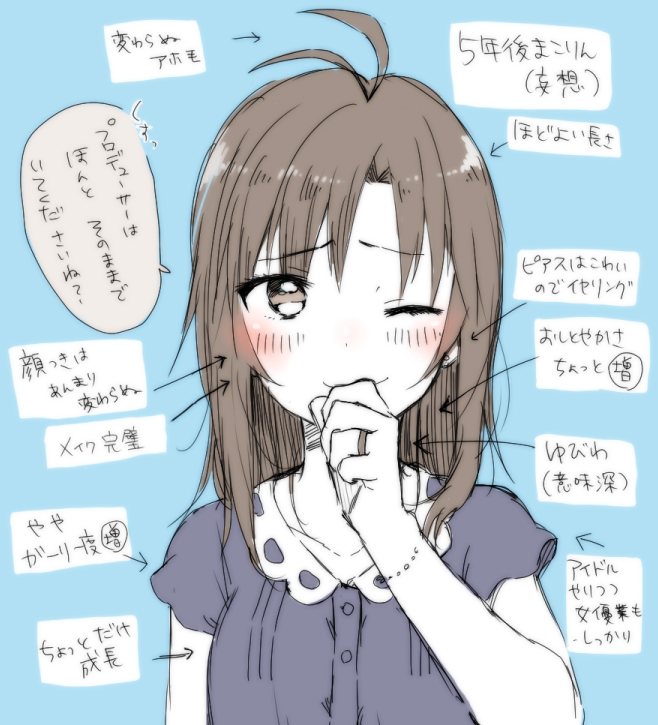 変わらぬ
アホ毛
5年後まこりん
(妄想)
ほどよい長さ
くすっ
プロデューサーは
ほんと そのままで
いてくださいね?
ピアスはこわい
のでイヤリング
おしとやかさ
ちょっと増
顔つきは
あんまり
変わらぬ
メイク完璧
ゆびわ
(意味深)
やや
ガーリー度増
アイドル
やりつつ
女優業も
しっかり
ちょっとだけ
成長